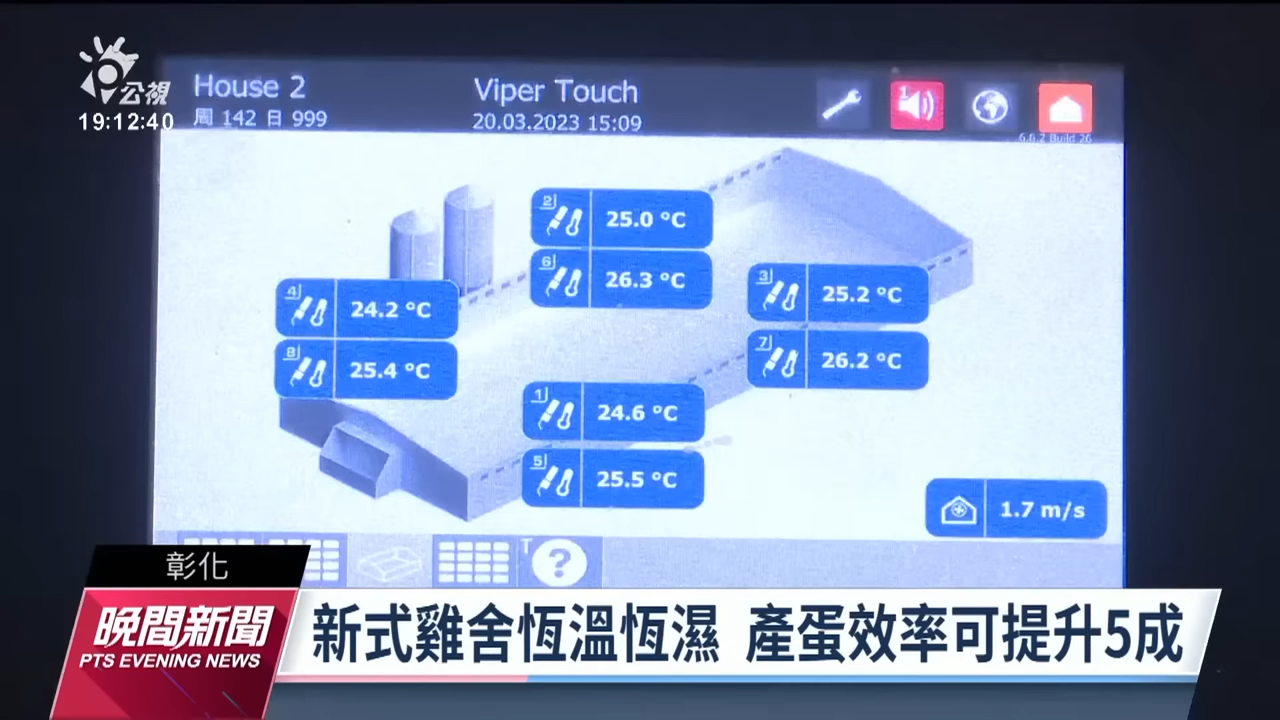 公視
19:12:40
House 2
周 142 日 999
Viper Touch
20.03.2023 15:09
1
6.6.2 Build 26
2 25.0 °C
6 26.3 °C
3 25.2 °C
4 24.2 °C
7 26.2 °C
8 25.4 °C
1 24.6 °C
5 25.5 °C
1.7 m/s
T
?
彰化
晚間新聞
PTS EVENING NEWS
新式雞舍恆溫恆濕 產蛋效率可提升5成